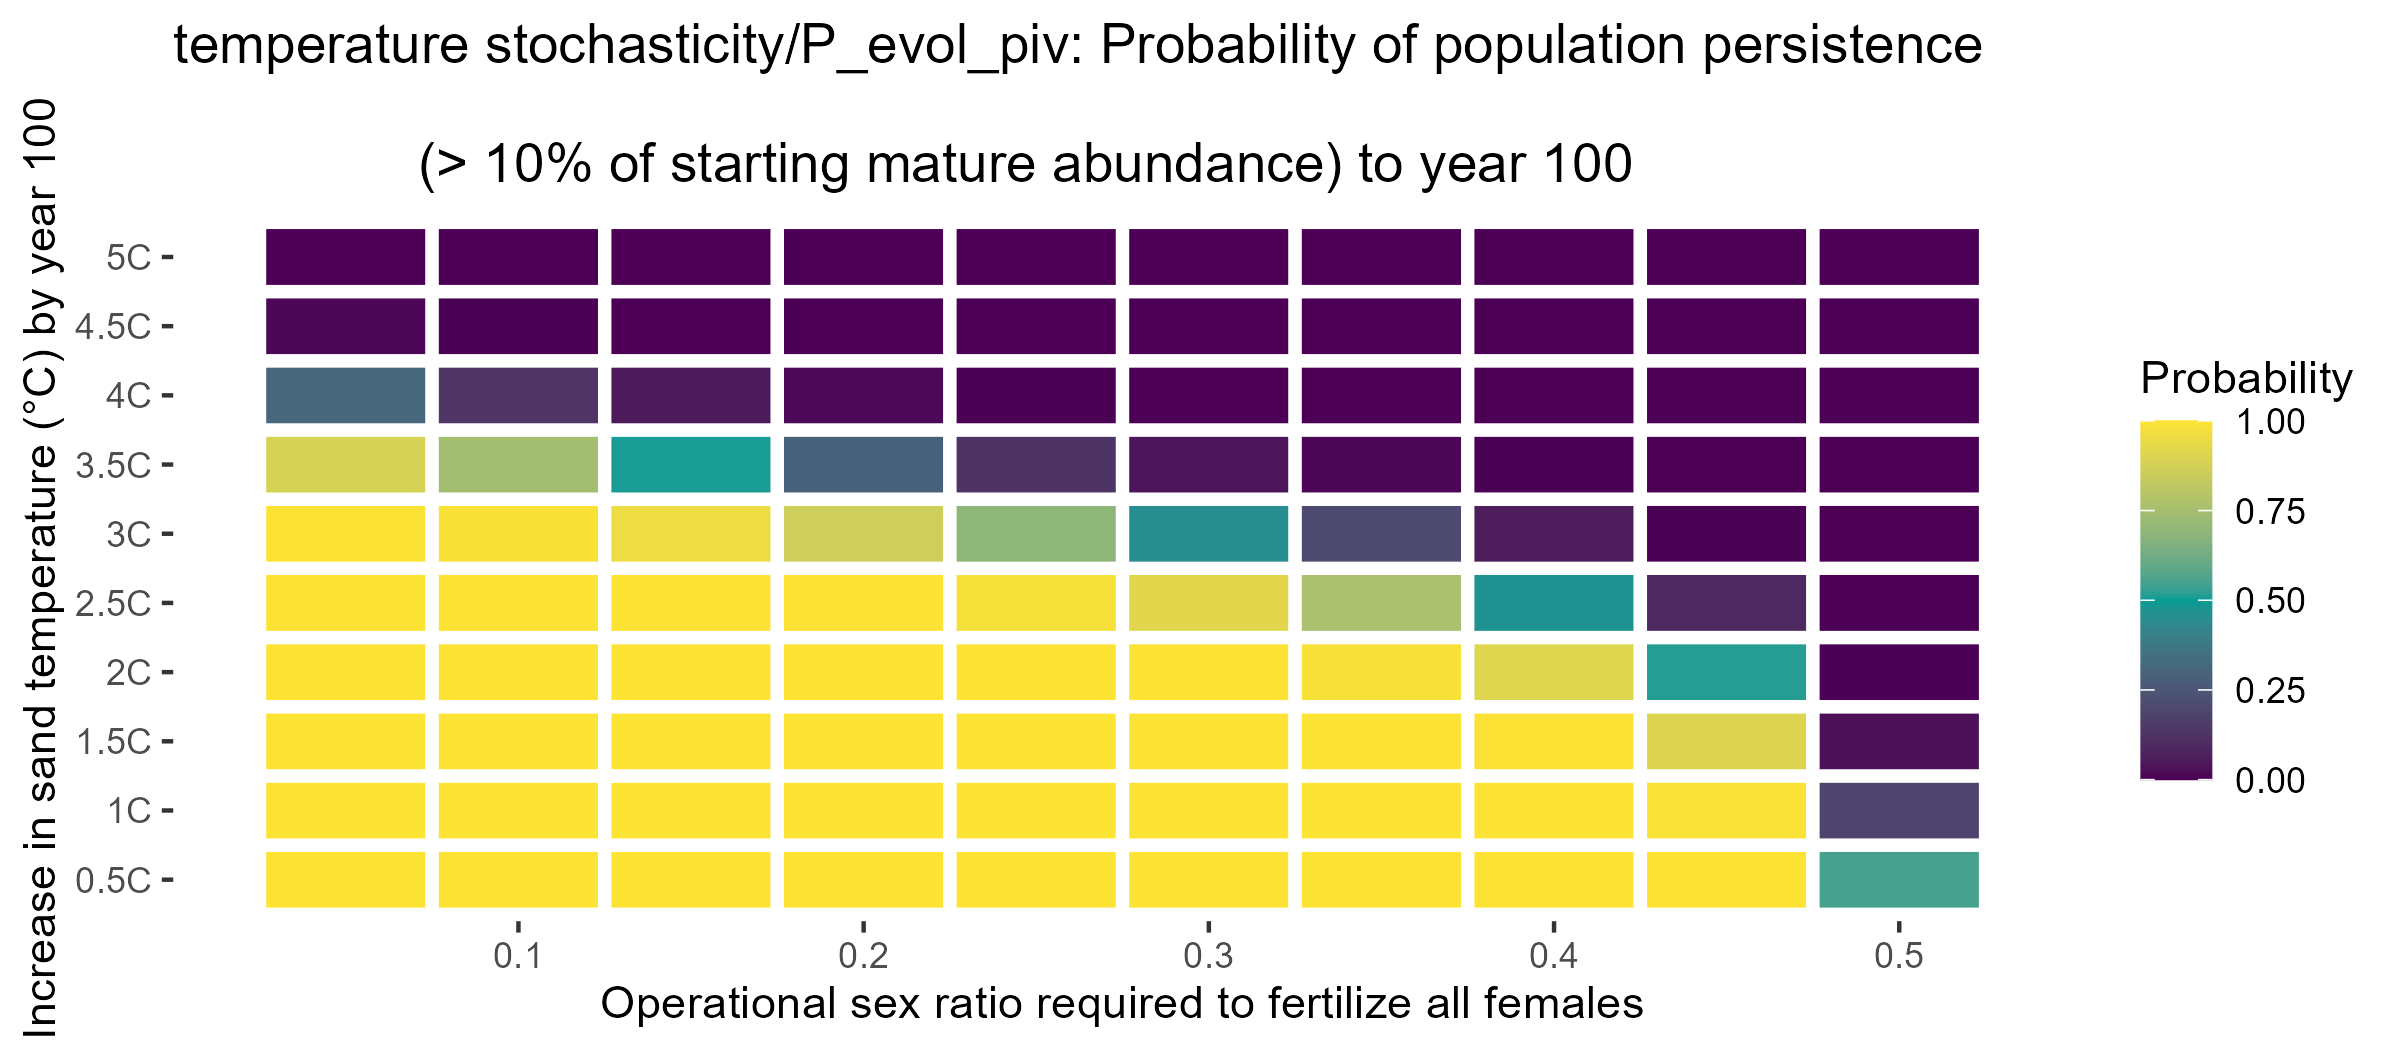 temperature stochasticity/P_evol_piv: Probability of population persistence
(> 10% of starting mature abundance) to year 100
Increase in sand temperature (°C) by year 100
5C
4.5C
4C
3.5C
3C
2.5C
2C
1.5C
1C
0.5C
0.1
0.2
0.3
0.4
0.5
Operational sex ratio required to fertilize all females
Probability
1.00
0.75
0.50
0.25
0.00